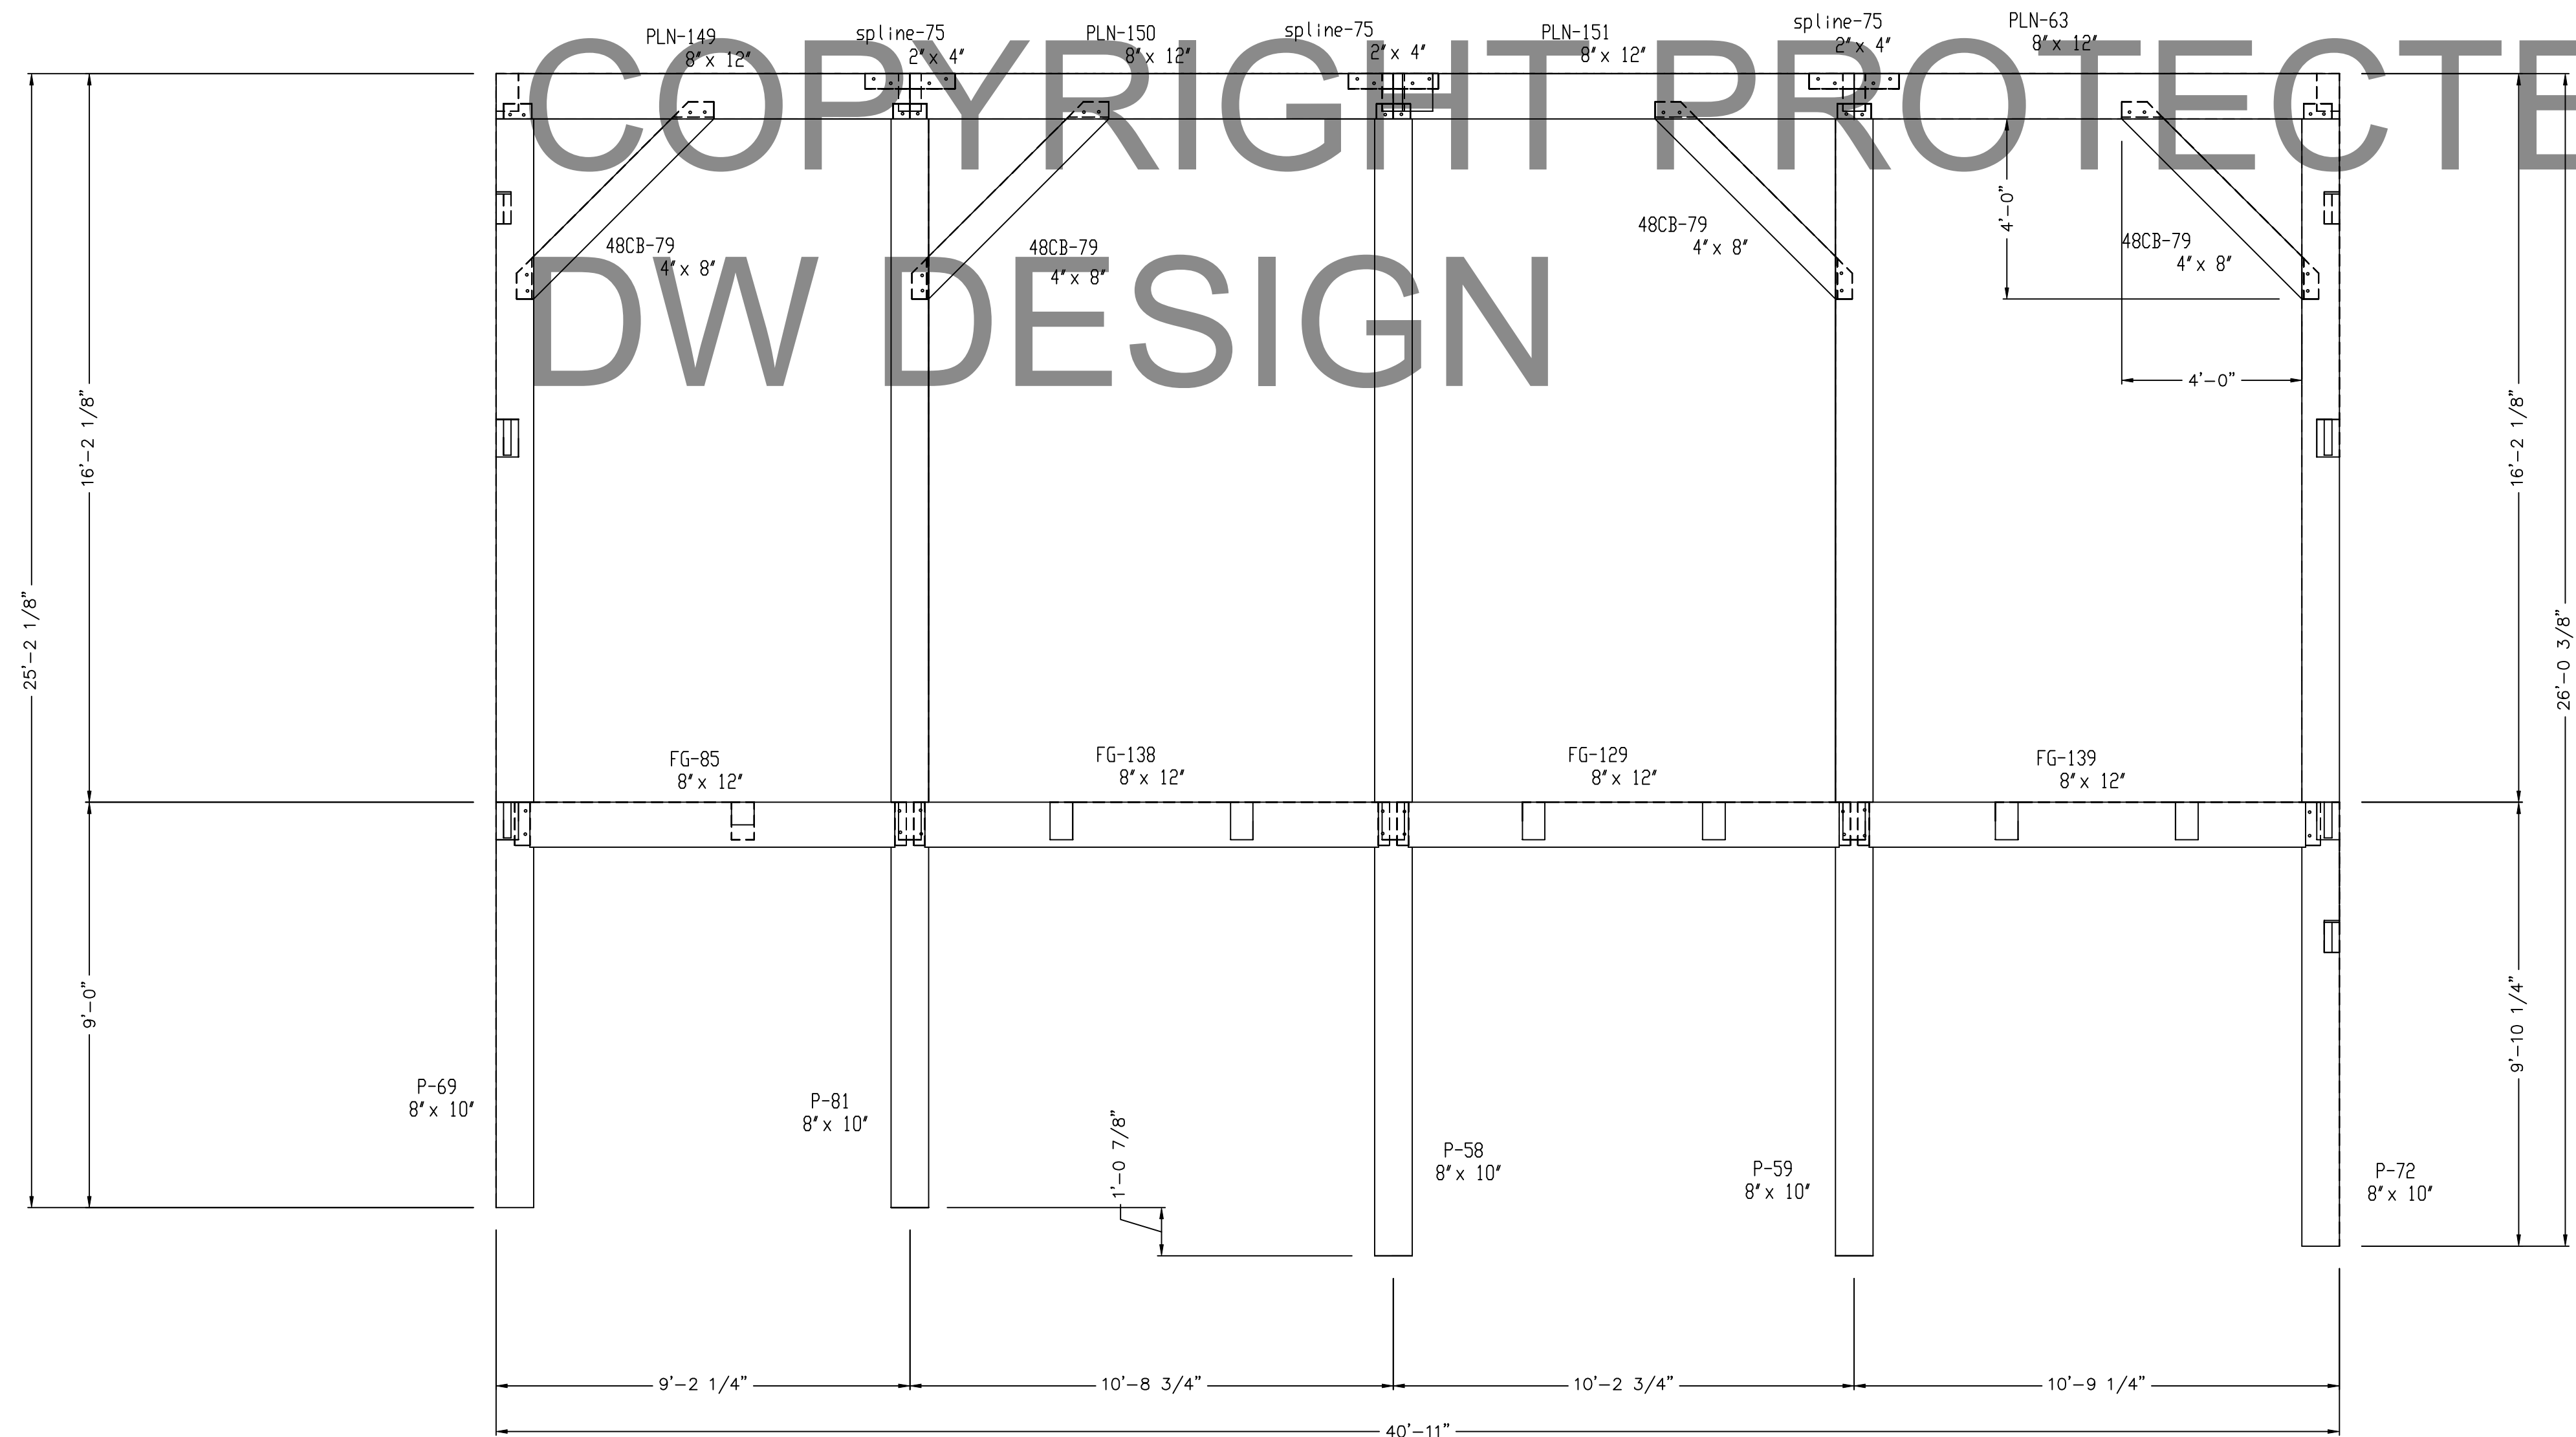 PLN-149
8"x 12"
spline-75
2"x 4"
PLN-150
8"x 12"
spline-75
2"x 4"
PLN-151
8"x 12"
spline-75
2"x 4"
PLN-63
8"x 12"
COPYRIGHT PROTECTE
DW DESIGN
48CB-79
4"x 8"
48CB-79
4"x 8"
48CB-79
4"x 8"
4'-0"
48CB-79
4"x 8"
4'-0"
16'-2 1/8"
25'-2 1/8"
16'-2 1/8"
26'-0 3/8"
FG-85
8"x 12"
FG-138
8"x 12"
FG-129
8"x 12"
FG-139
8"x 12"
9'-0"
9'-10 1/4"
P-69
8"x 10"
P-81
8"x 10"
1'-0 7/8"
P-58
8"x 10"
P-59
8"x 10"
P-72
8"x 10"
9'-2 1/4"
10'-8 3/4"
10'-2 3/4"
10'-9 1/4"
40'-11"